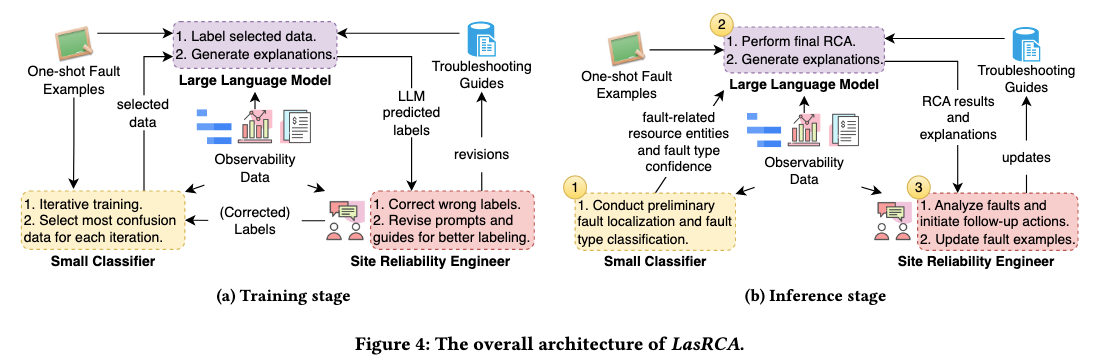 1. Label selected data.
2. Generate explanations.
Large Language Model
One-shot Fault
Examples
Troubleshooting
Guides
selected
data
LLM
predicted
labels
revisions
Observability
Data
1. Iterative training.
2. Select most confusion
data for each iteration.
Small Classifier
(Corrected)
Labels
1. Correct wrong labels.
2. Revise prompts and
guides for better labeling.
Site Reliability Engineer
(a) Training stage
2
1. Perform final RCA.
2. Generate explanations.
Large Language Model
One-shot Fault
Examples
Troubleshooting
Guides
fault-related
resource entities
and fault type
confidence
RCA results
and
explanations
updates
Observability
Data
1
1. Conduct preliminary
fault localization and fault
type classification.
Small Classifier
3
1. Analyze faults and
initiate follow-up actions.
2. Update fault examples.
Site Reliability Engineer
(b) Inference stage
Figure 4: The overall architecture of LasRCA.